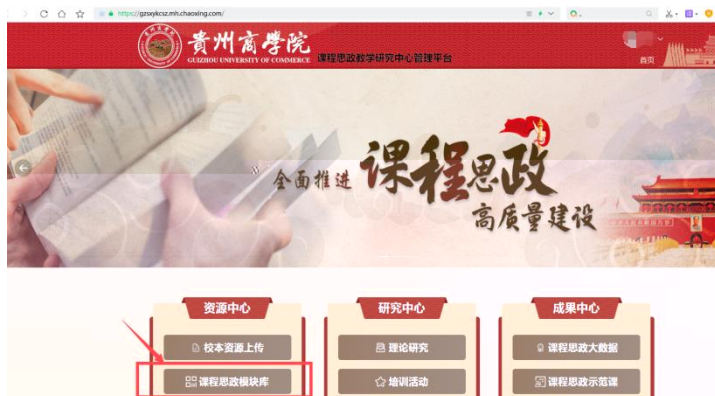 https://gzsxykcsz.mh.chaoxing.com/
貴州商學院
GUIZHOU UNIVERSITY OF COMMERCE
课程思政教学研究中心管理平台
首页
全面推进 课程思政
高质量建设
资源中心
校本资源上传
课程思政模块库
研究中心
理论研究
培训活动
成果中心
课程思政大数据
课程思政示范课